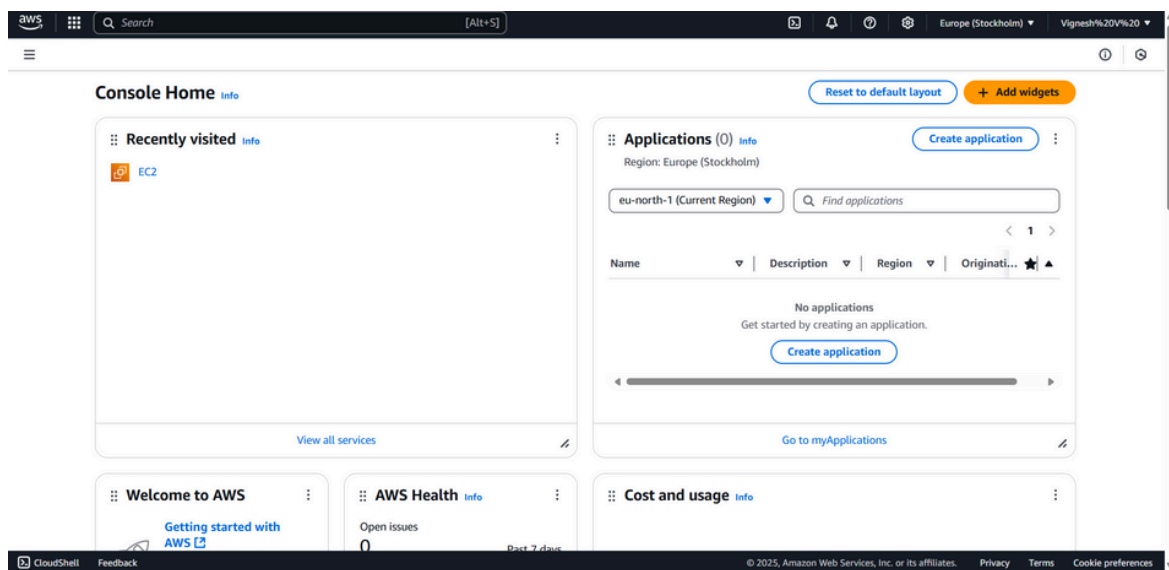 aws
Search [Alt+S]
Europe (Stockholm)
Vignesh%20V%20
Console Home Info
Reset to default layout
+ Add widgets
Recently visited Info
EC2
View all services
Applications (0) Info
Create application
Region: Europe (Stockholm)
eu-north-1 (Current Region)
Find applications
1
Name Description Region Originati...
No applications
Get started by creating an application.
Create application
Go to myApplications
Welcome to AWS
Getting started with
AWS
AWS Health Info
Open issues
0
Past 7 days
Cost and usage Info
CloudShell Feedback © 2025, Amazon Web Services, Inc. or its affiliates. Privacy Terms Cookie preferences